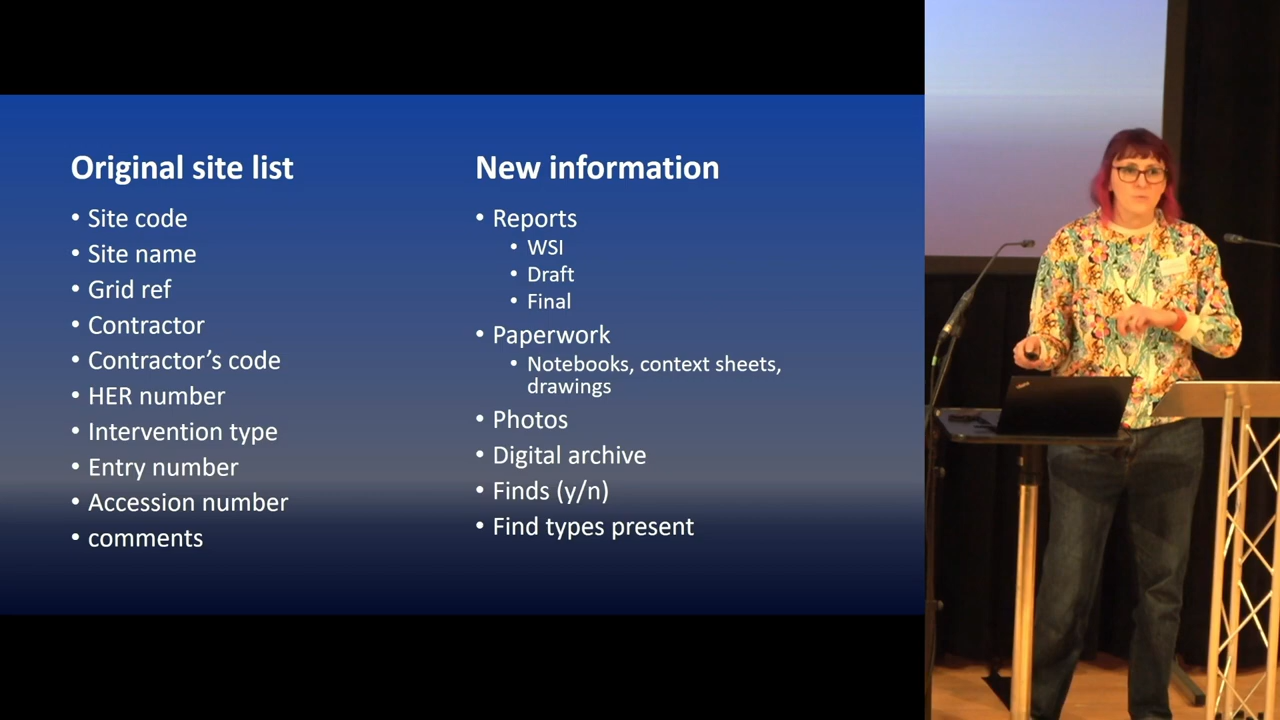 Original site list
• Site code
• Site name
• Grid ref
• Contractor
• Contractor's code
• HER number
• Intervention type
• Entry number
• Accession number
• comments
New information
• Reports
• WSI
• Draft
• Final
• Paperwork
• Notebooks, context sheets,
drawings
• Photos
• Digital archive
• Finds (y/n)
• Find types present